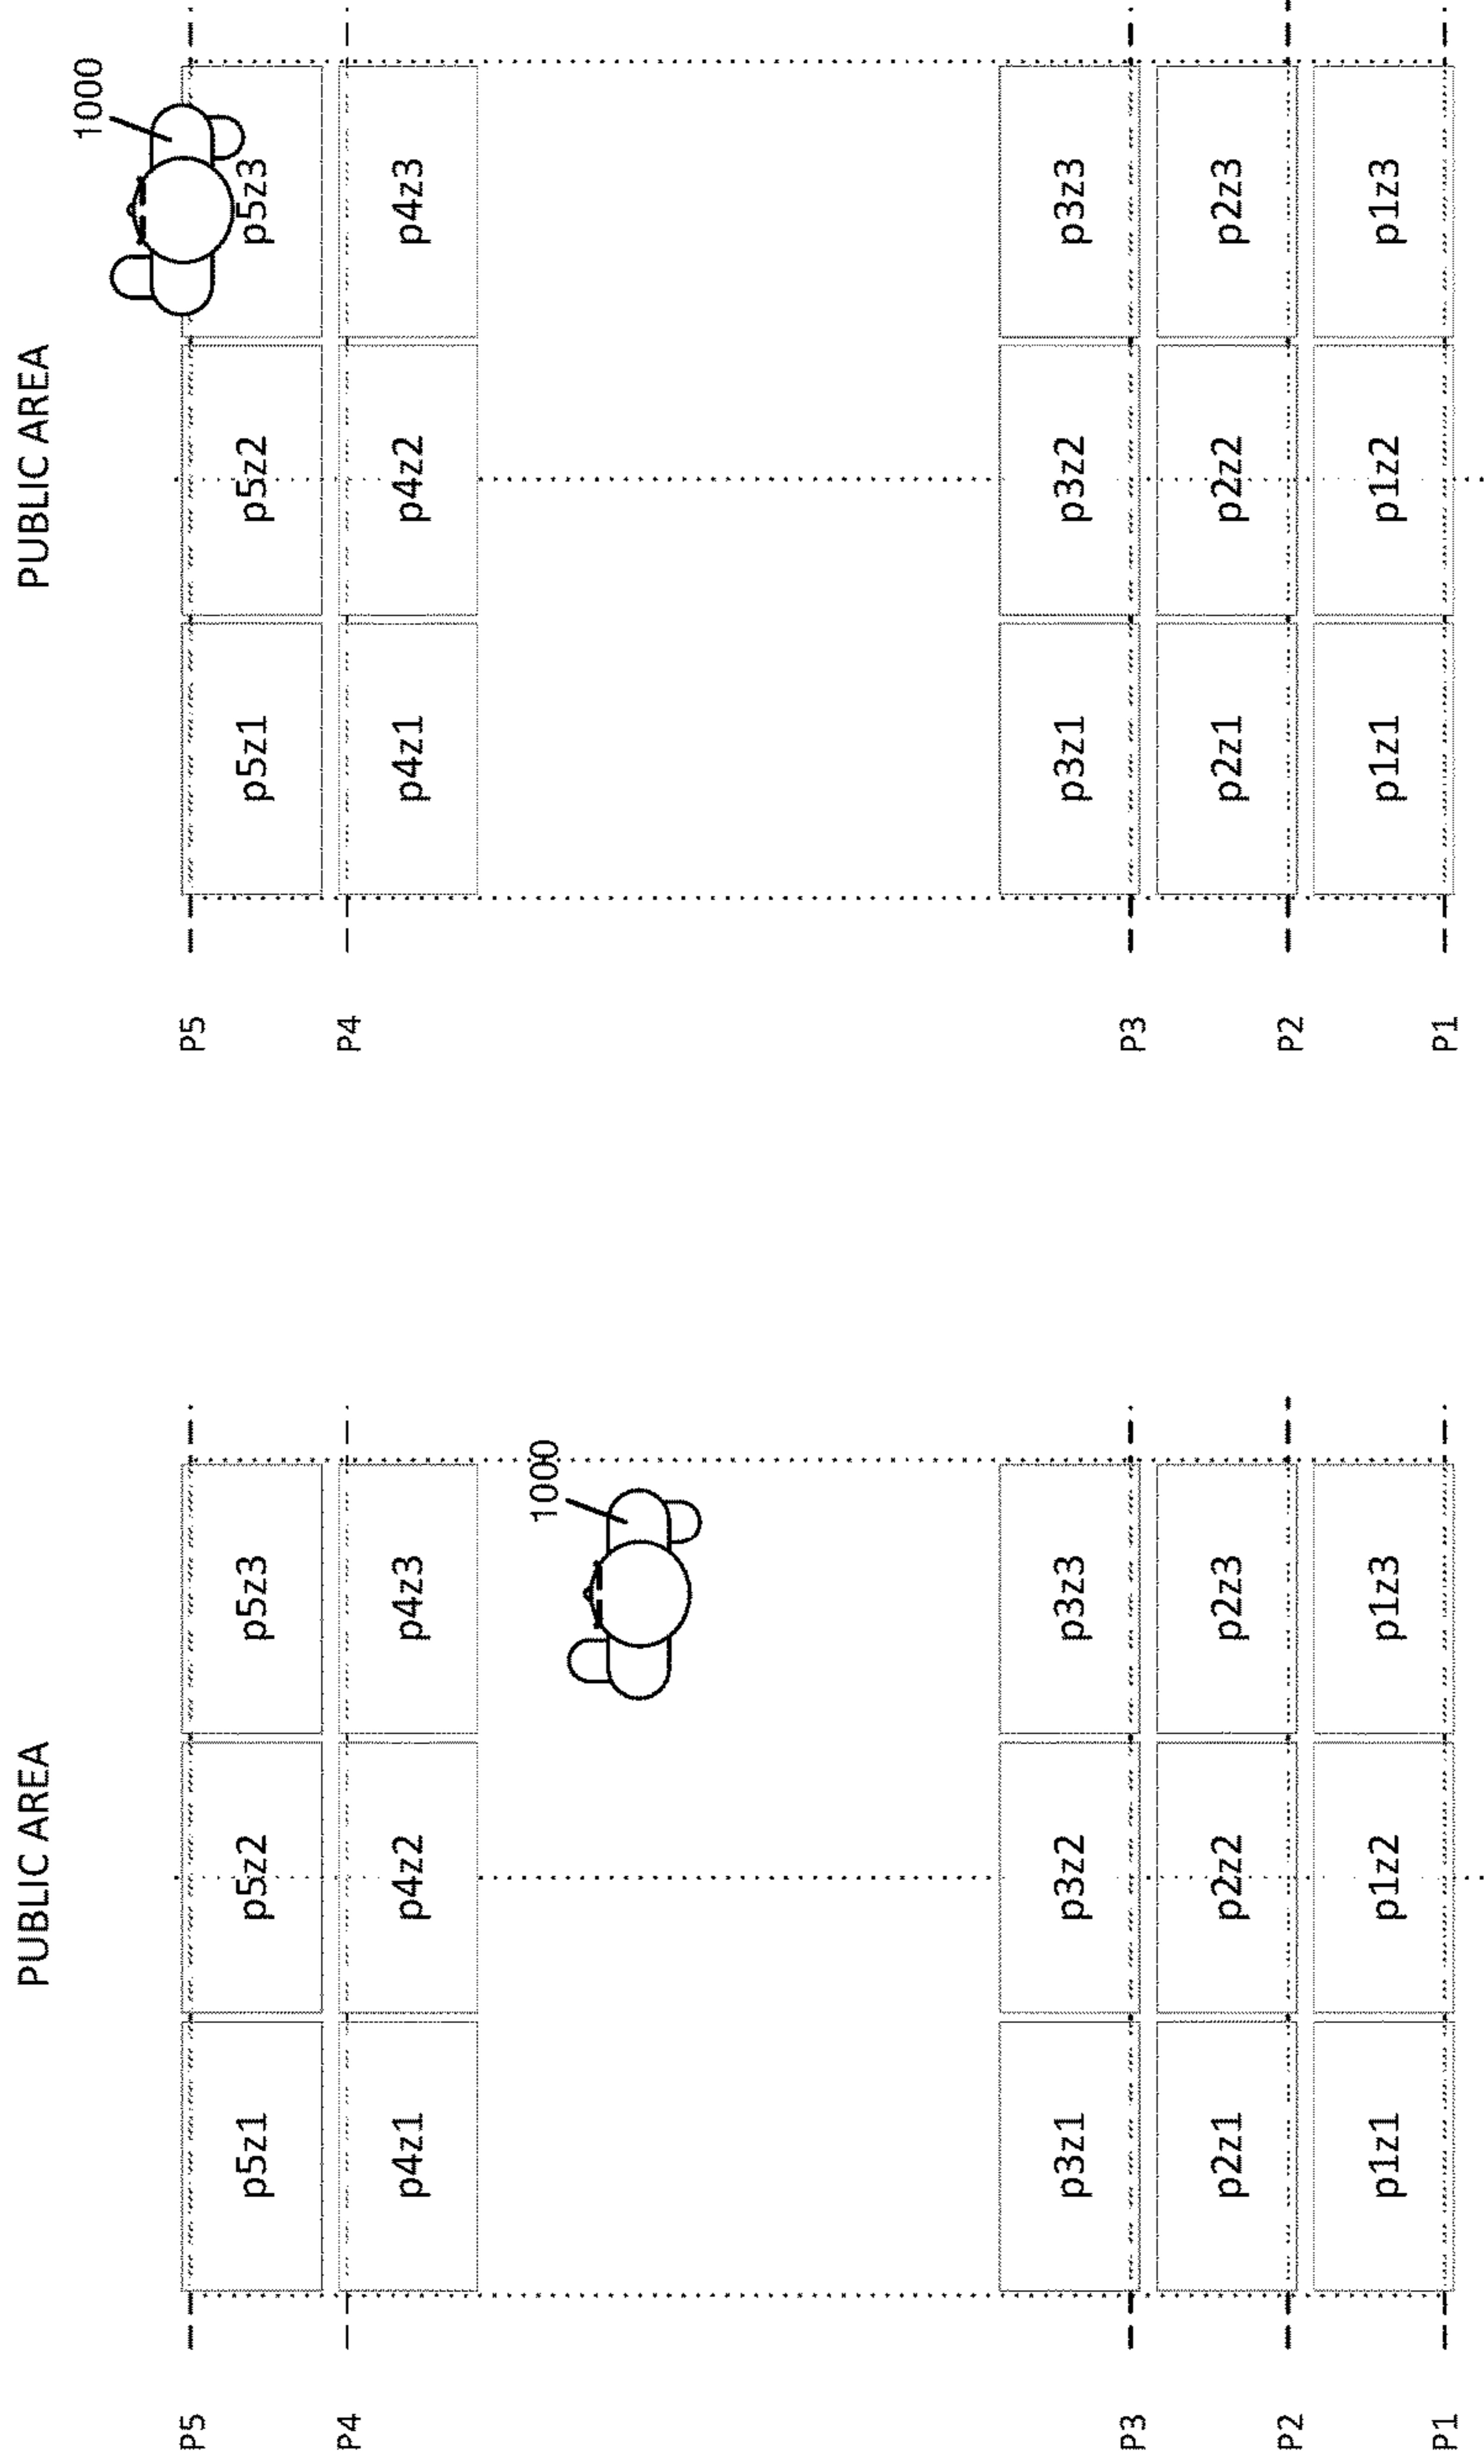 PUBLIC AREA
P5
p5z1 p5z2 p5z3
P4
p4z1 p4z2 p4z3
1000
p3z1 p3z2 p3z3
P3
p2z1 p2z2 p2z3
P2
p1z1 p1z2 p1z3
P1
PUBLIC AREA
1000
P5
p5z1 p5z2 p5z3
P4
p4z1 p4z2 p4z3
p3z1 p3z2 p3z3
P3
p2z1 p2z2 p2z3
P2
p1z1 p1z2 p1z3
P1